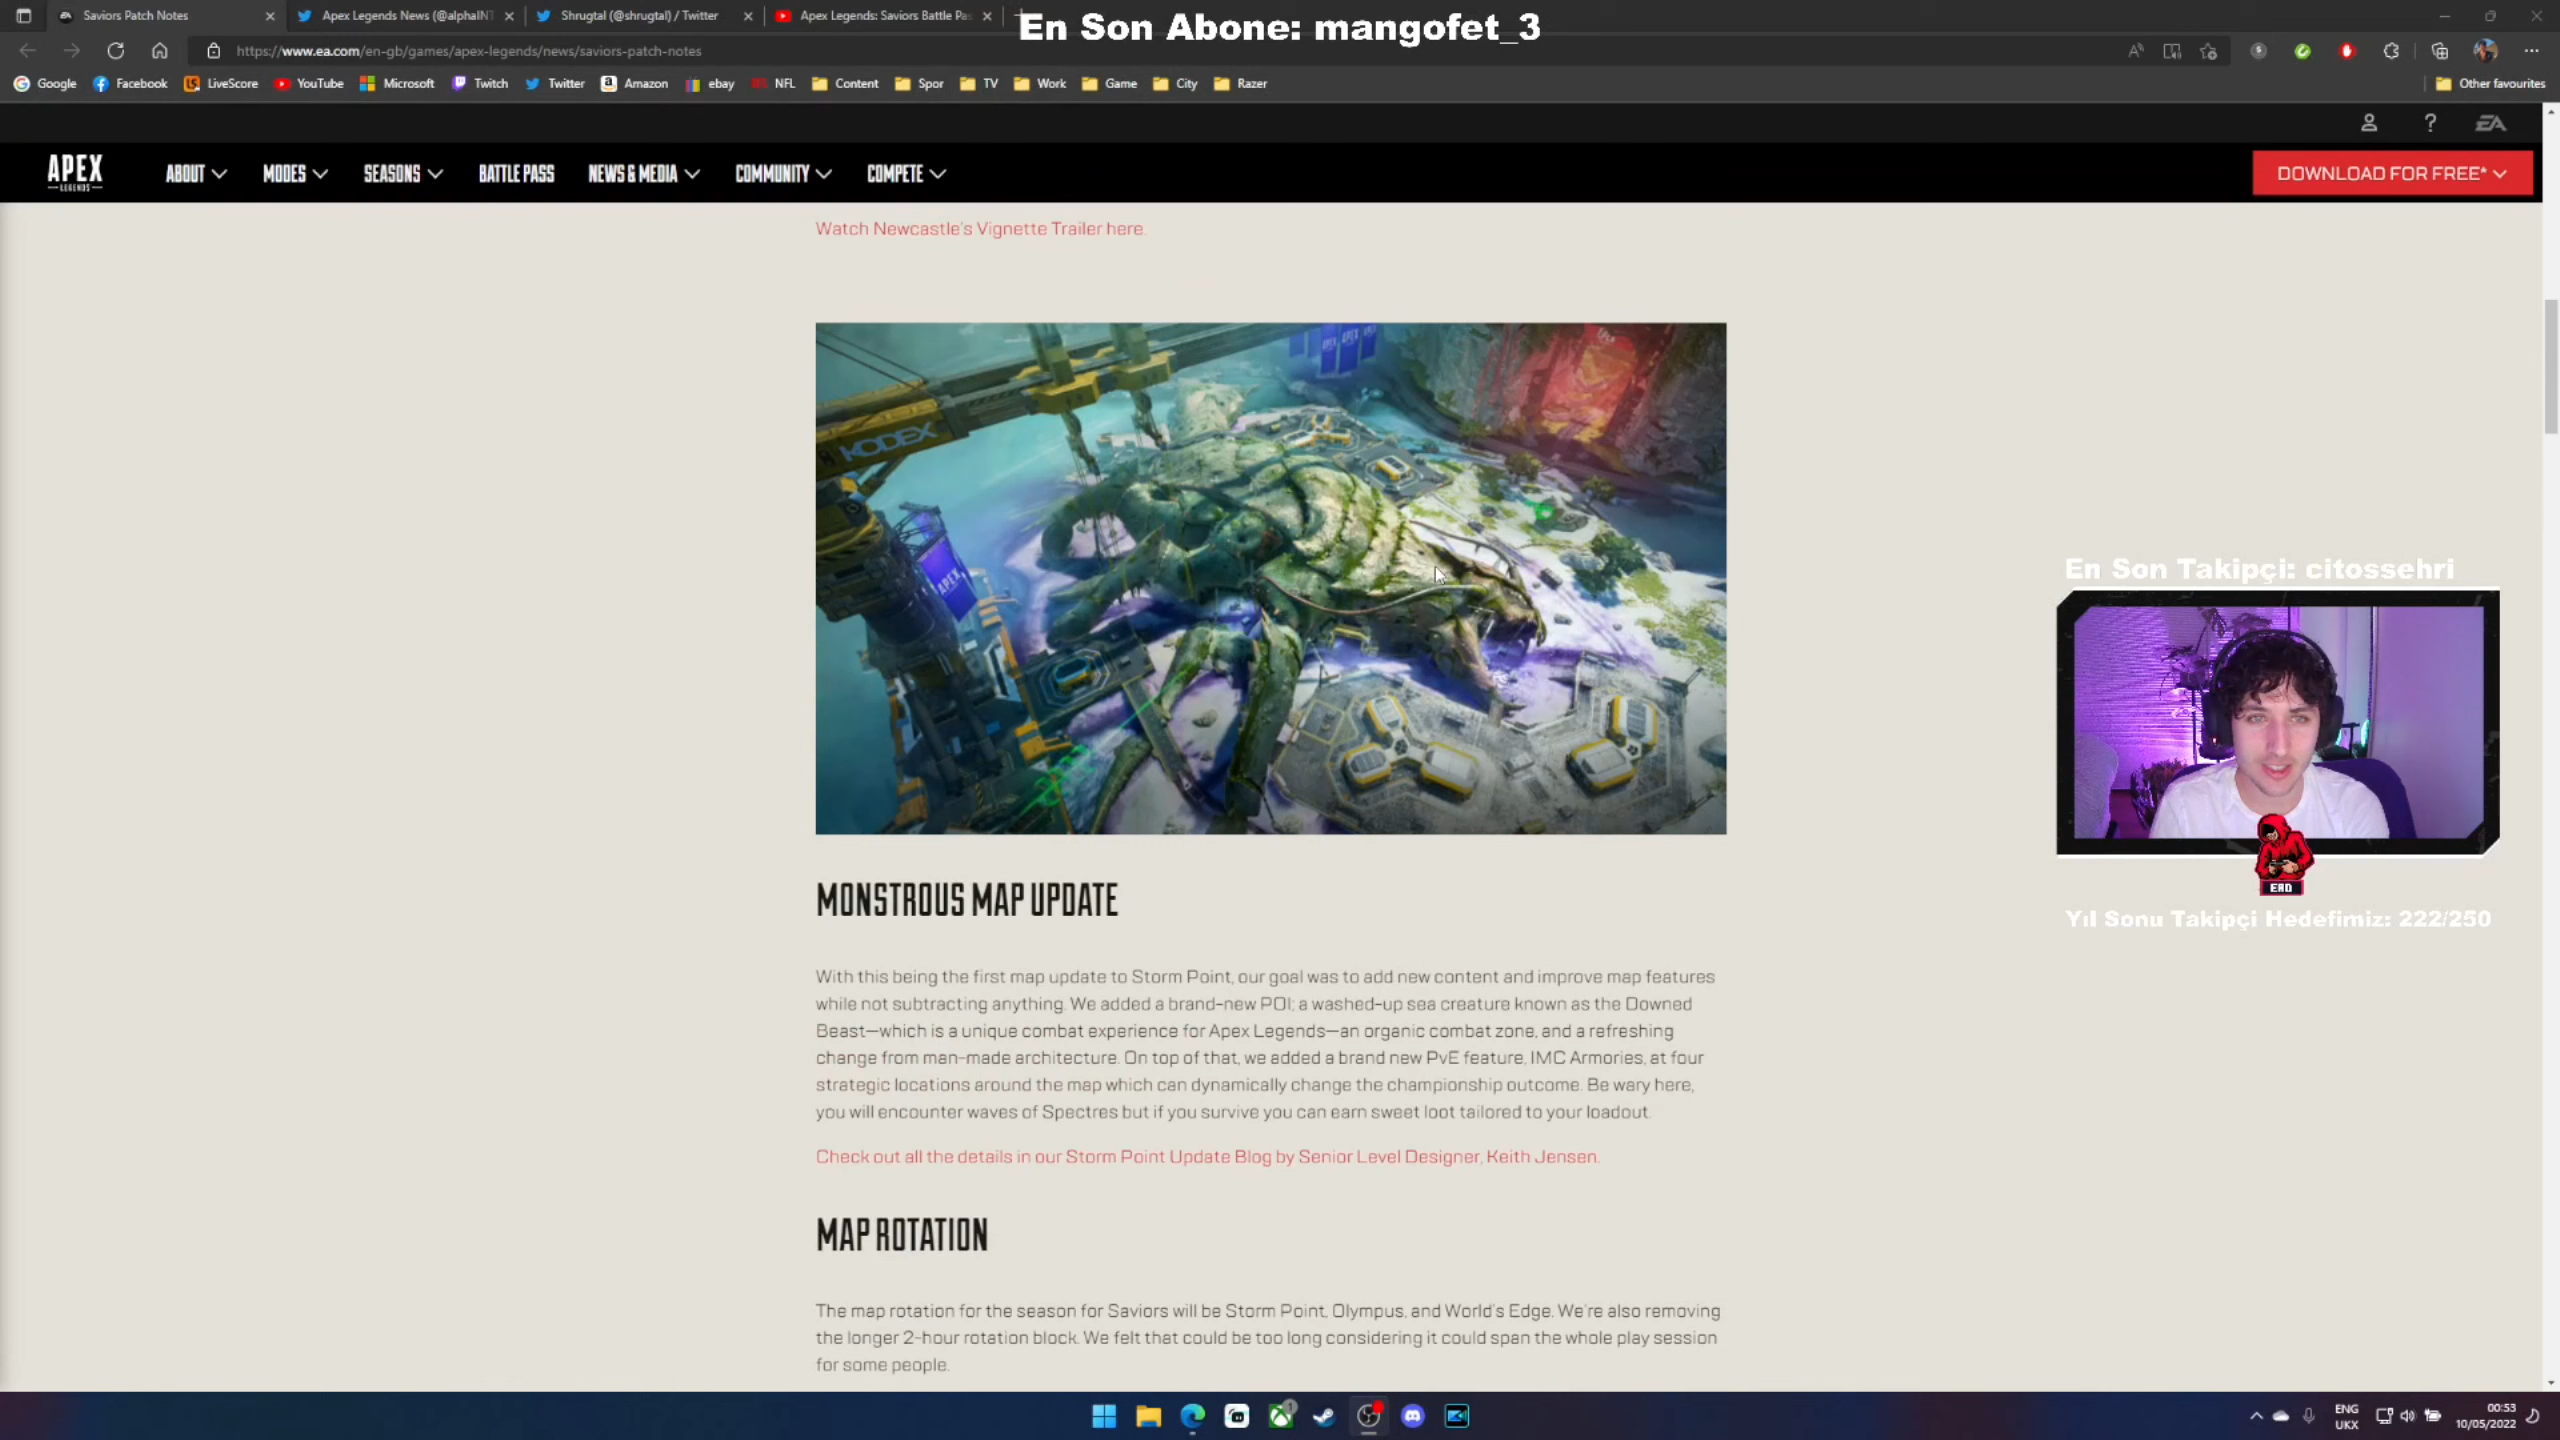 Saviors Patch Notes
Apex Legends News (@alphaINT
Shrugtal (@shrugtal) / Twitter
Apex Legends: Saviors Battle Pas
En Son Abone: mangofet_3
https://www.ea.com/en-gb/games/apex-legends/news/saviors-patch-notes
Google Facebook LiveScore YouTube Microsoft Twitch Twitter Amazon ebay NFL Content Spor TV Work Game City Razer Other favourites
EA
APEX
LEGENDS
ABOUT MODES SEASONS BATTLE PASS NEWS & MEDIA COMMUNITY COMPETE DOWNLOAD FOR FREE*
Watch Newcastle's Vignette Trailer here.
KODEX
APEX
MONSTROUS MAP UPDATE
With this being the first map update to Storm Point, our goal was to add new content and improve map features
while not subtracting anything. We added a brand-new POI; a washed-up sea creature known as the Downed
Beast—which is a unique combat experience for Apex Legends—an organic combat zone, and a refreshing
change from man-made architecture. On top of that, we added a brand new PvE feature, IMC Armories, at four
strategic locations around the map which can dynamically change the championship outcome. Be wary here,
you will encounter waves of Spectres but if you survive you can earn sweet loot tailored to your loadout.
Check out all the details in our Storm Point Update Blog by Senior Level Designer, Keith Jensen.
MAP ROTATION
The map rotation for the season for Saviors will be Storm Point, Olympus, and World's Edge. We're also removing
the longer 2-hour rotation block. We felt that could be too long considering it could span the whole play session
for some people.
En Son Takipçi: citossehri
ERD
Yıl Sonu Takipçi Hedefimiz: 222/250
ENG
UKX
00:53
10/05/2022